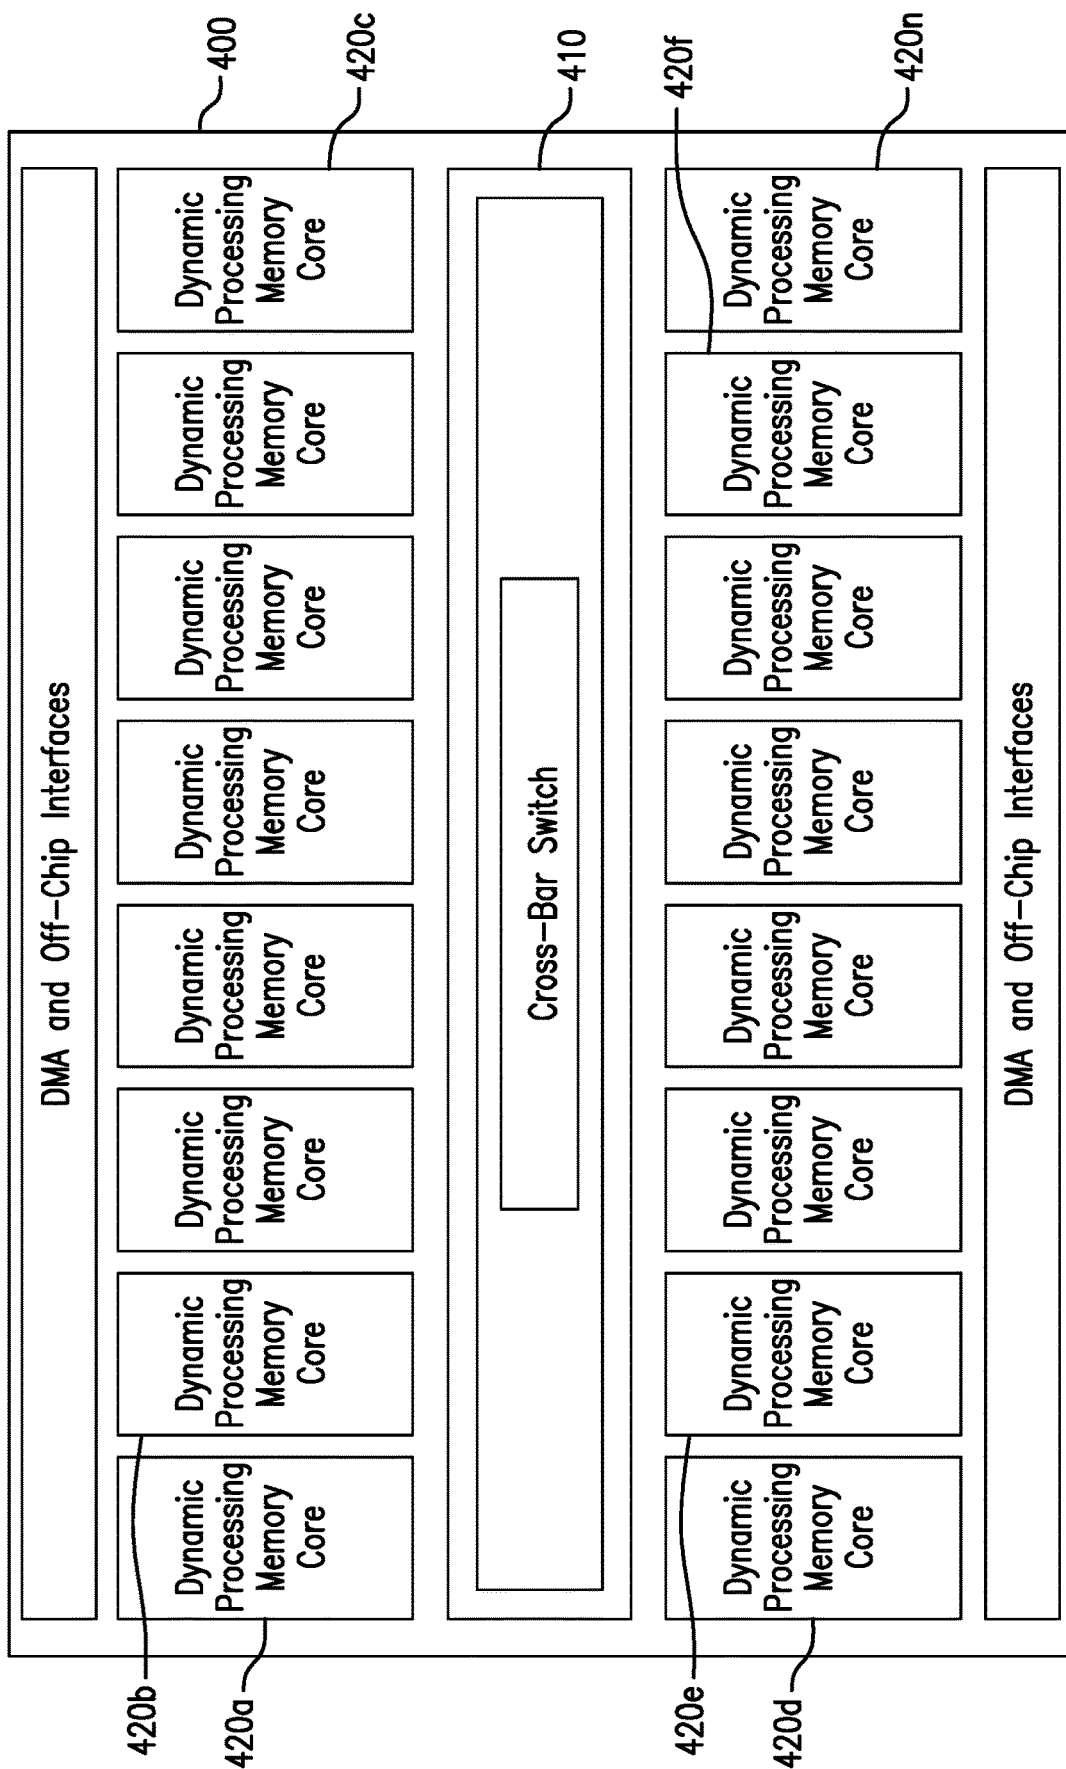 DMA and Off-Chip Interfaces
400
420b
420a
Dynamic
Processing
Memory
Core
Dynamic
Processing
Memory
Core
Dynamic
Processing
Memory
Core
Dynamic
Processing
Memory
Core
Dynamic
Processing
Memory
Core
Dynamic
Processing
Memory
Core
Dynamic
Processing
Memory
Core
Dynamic
Processing
Memory
Core
420c
Cross-Bar Switch
410
420f
420e
420d
Dynamic
Processing
Memory
Core
Dynamic
Processing
Memory
Core
Dynamic
Processing
Memory
Core
Dynamic
Processing
Memory
Core
Dynamic
Processing
Memory
Core
Dynamic
Processing
Memory
Core
Dynamic
Processing
Memory
Core
Dynamic
Processing
Memory
Core
420n
DMA and Off-Chip Interfaces